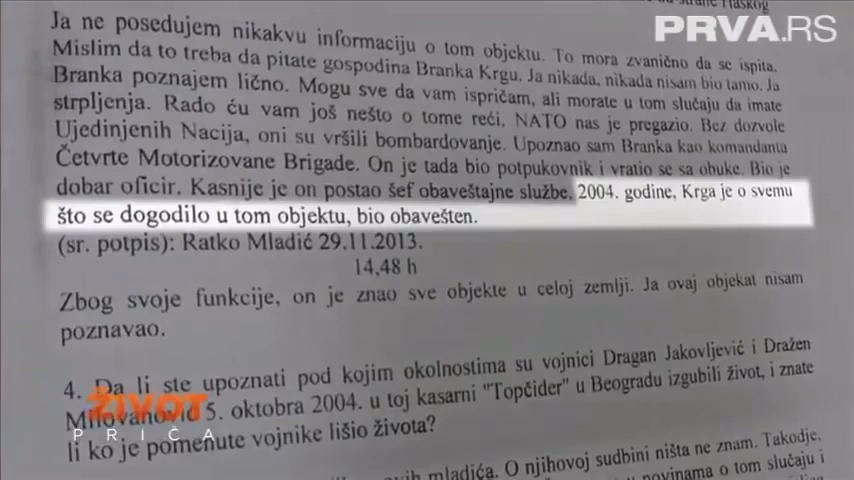 Haškog
PRVA.RS
Ja ne posedujem nikakvu informaciju o tom objektu. To mora zvanično da se ispita.
Mislim da to treba da pitate gospodina Branka Krgu. Ja nikada, nikada nisam bio tamo. Ja
Branka poznajem lično. Mogu sve da vam ispričam, ali morate u tom slučaju da imate
strpljenja. Rado ću vam još nešto o tome reći. NATO nas je pregazio. Bez dozvole
Ujedinjenih Nacija, oni su vršili bombardovanje. Upoznao sam Branka kao komandanta
Četvrte Motorizovane Brigade. On je tada bio potpukovnik i vratio se sa obuke. Bio je
dobar oficir. Kasnije je on postao šef obaveštajne službe. 2004. godine, Krga je o svemu
što se dogodilo u tom objektu, bio obavešten.
(sr. potpis): Ratko Mladić 29.11.2013.
14,48 h
Zbog svoje funkcije, on je znao sve objekte u celoj zemlji. Ja ovaj objekat nisam
poznavao.
4. Da li ste upoznati pod kojim okolnostima su vojnici Dragan Jakovljević i Dražen
Milovanović 5. oktobra 2004. u toj kasarni "Topčider" u Beogradu izgubili život, i znate
li ko je pomenute vojnike lišio života?
ŽIVOT
PRIČA
mladića. O njihovoj sudbini ništa ne znam. Takodje,
novinama o tom slučaju i